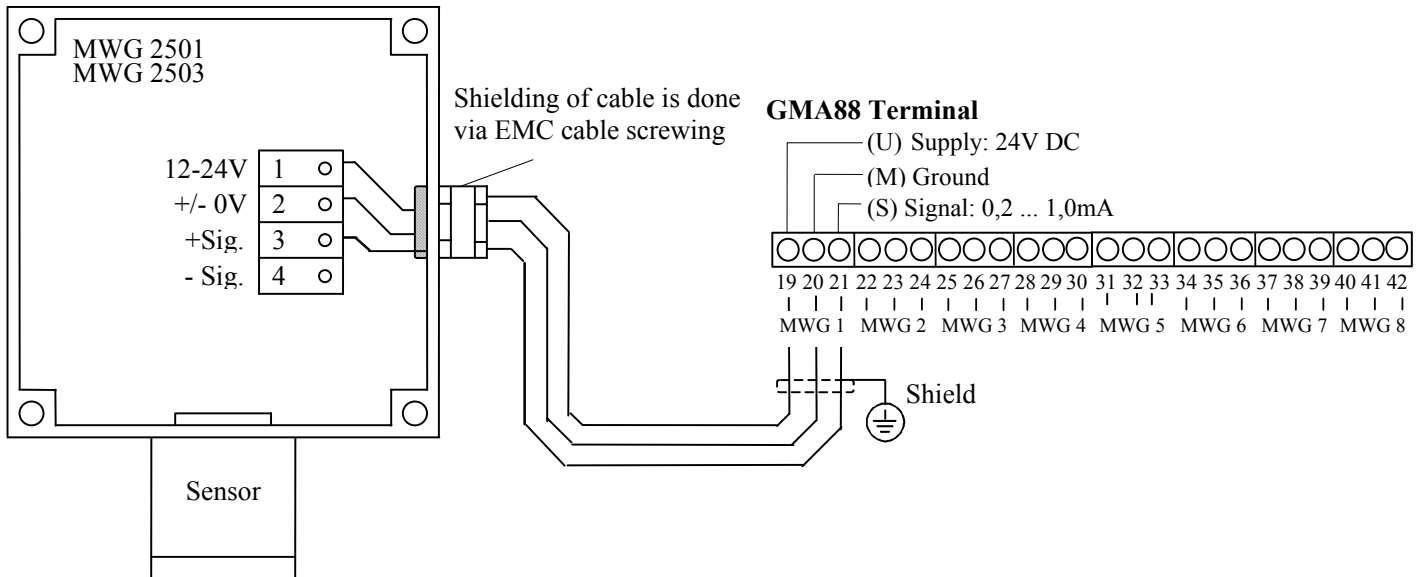 MWG 2501
MWG 2503
12-24V 1
+/- 0V 2
+Sig. 3
- Sig. 4
Sensor
Shielding of cable is done
via EMC cable screwing
GMA88 Terminal
(U) Supply: 24V DC
(M) Ground
(S) Signal: 0,2 ... 1,0mA
19 20 21 22 23 24 25 26 27 28 29 30 31 32 33 34 35 36 37 38 39 40 41 42
MWG 1 MWG 2 MWG 3 MWG 4 MWG 5 MWG 6 MWG 7 MWG 8
Shield